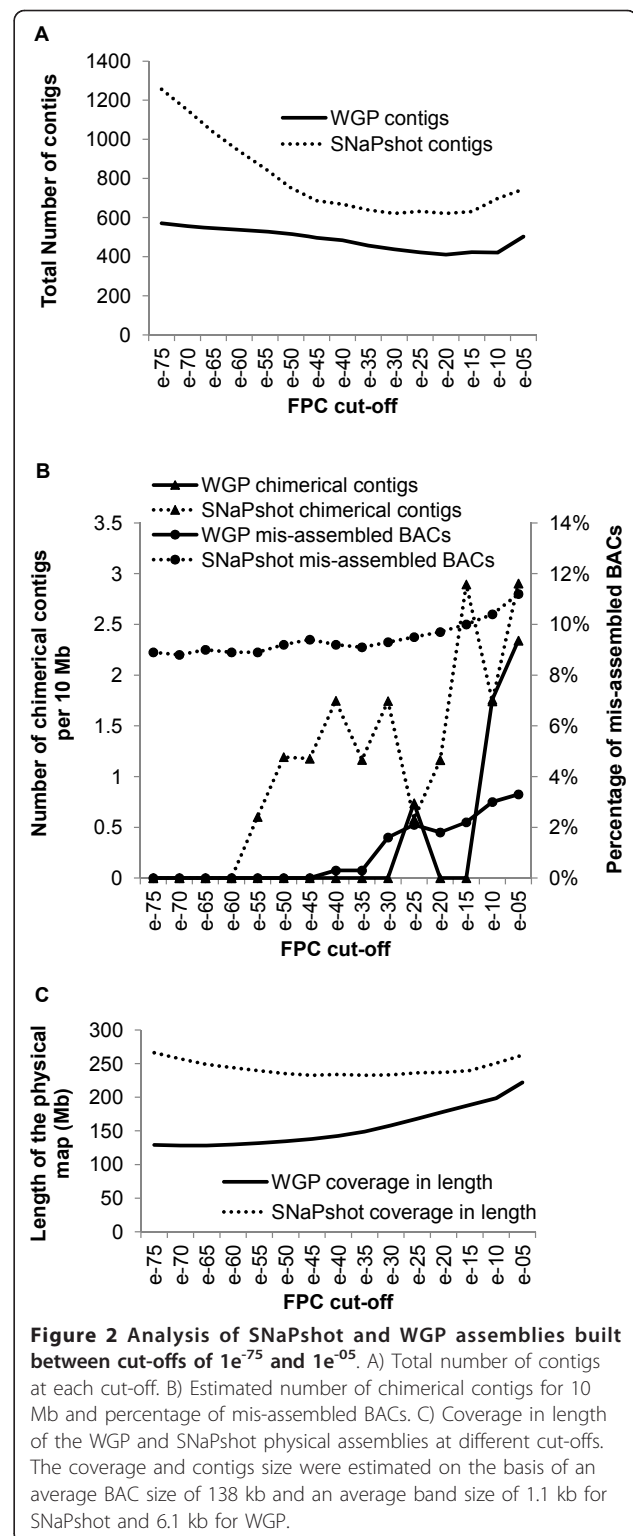 A
1400
1200
1000
800
600
400
200
0
Total Number of contigs
WGP contigs
SNaPshot contigs
e-75
e-70
e-65
e-60
e-55
e-50
e-45
e-40
e-35
e-30
e-25
e-20
e-15
e-10
e-05
FPC cut-off
B
WGP chimerical contigs
SNaPshot chimerical contigs
WGP mis-assembled BACs
SNaPshot mis-assembled BACs
3.5
3
2.5
2
1.5
1
0.5
0
Number of chimerical contigs
per 10 Mb
14%
12%
10%
8%
6%
4%
2%
0%
Percentage of mis-assembled BACs
e-75
e-70
e-65
e-60
e-55
e-50
e-45
e-40
e-35
e-30
e-25
e-20
e-15
e-10
e-05
FPC cut-off
C
300
250
200
150
100
50
0
Length of the physical
map (Mb)
WGP coverage in length
SNaPshot coverage in length
e-75
e-70
e-65
e-60
e-55
e-50
e-45
e-40
e-35
e-30
e-25
e-20
e-15
e-10
e-05
FPC cut-off
Figure 2 Analysis of SNaPshot and WGP assemblies built
between cut-offs of 1e-75 and 1e-05. A) Total number of contigs
at each cut-off. B) Estimated number of chimerical contigs for 10
Mb and percentage of mis-assembled BACs. C) Coverage in length
of the WGP and SNaPshot physical assemblies at different cut-offs.
The coverage and contigs size were estimated on the basis of an
average BAC size of 138 kb and an average band size of 1.1 kb for
SNaPshot and 6.1 kb for WGP.